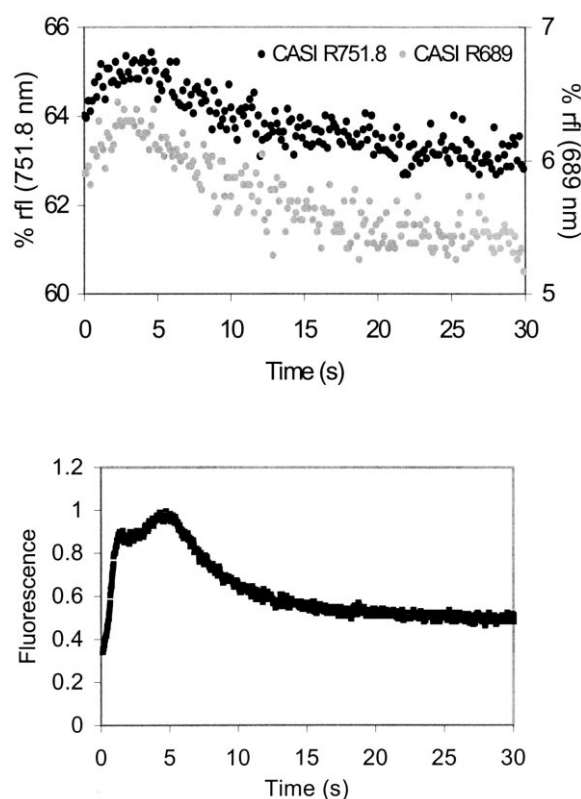 66
64
62
60
% rfl (751.8 nm)
CASI R751.8
CASI R689
7
6
5
% rfl (689 nm)
0 5 10 15 20 25 30
Time (s)
1.2
1
0.8
0.6
0.4
0.2
0
Fluorescence
0 5 10 15 20 25 30
Time (s)